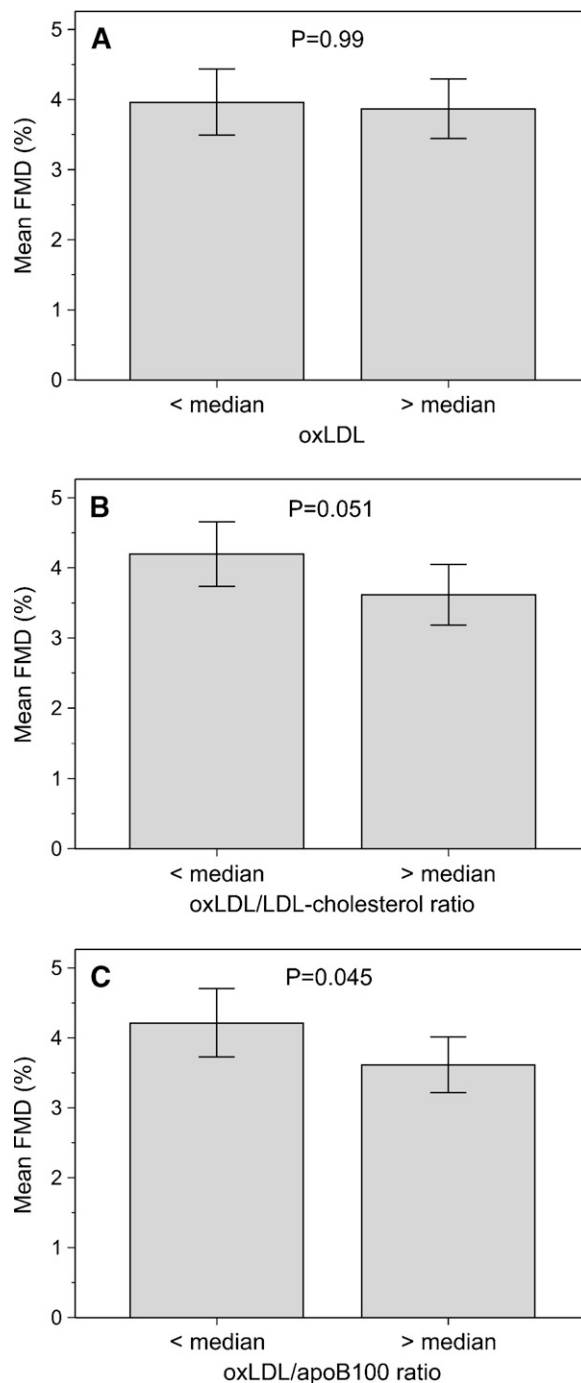 A
P=0.99
Mean FMD (%)
5
4
3
2
1
0
< median
> median
oxLDL
B
P=0.051
Mean FMD (%)
5
4
3
2
1
0
< median
> median
oxLDL/LDL-cholesterol ratio
C
P=0.045
Mean FMD (%)
5
4
3
2
1
0
< median
> median
oxLDL/apoB100 ratio